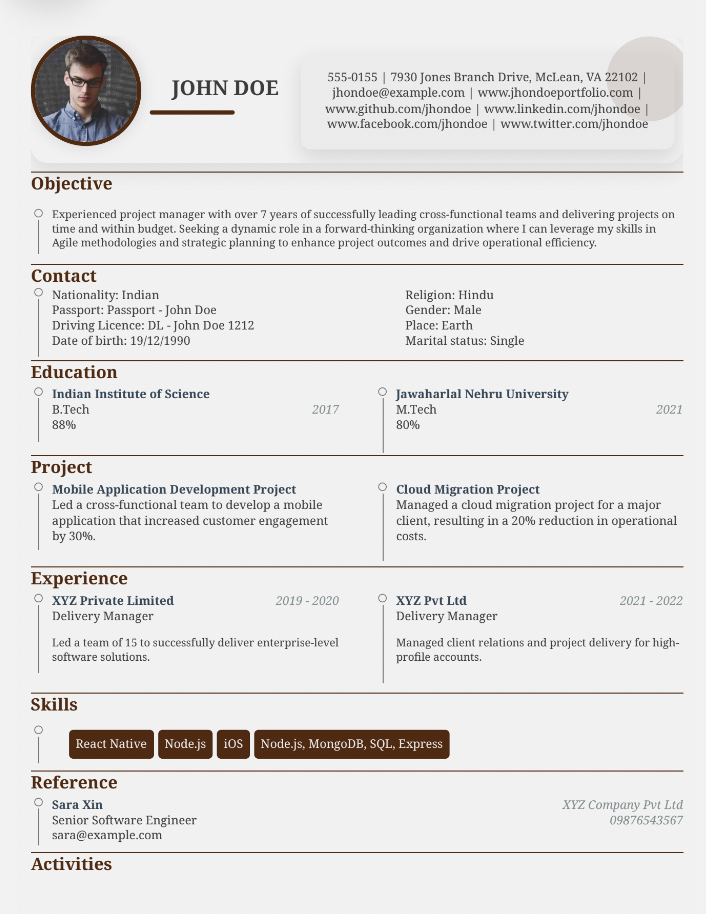 JOHN DOE
555-0155 | 7930 Jones Branch Drive, McLean, VA 22102 |
jhondoe@example.com | www.jhondoeportfolio.com |
www.github.com/jhondoe | www.linkedin.com/jhondoe |
www.facebook.com/jhondoe | www.twitter.com/jhondoe
Objective
Experienced project manager with over 7 years of successfully leading cross-functional teams and delivering projects on
time and within budget. Seeking a dynamic role in a forward-thinking organization where I can leverage my skills in
Agile methodologies and strategic planning to enhance project outcomes and drive operational efficiency.
Contact
Nationality: Indian
Passport: Passport - John Doe
Driving Licence: DL - John Doe 1212
Date of birth: 19/12/1990
Religion: Hindu
Gender: Male
Place: Earth
Marital status: Single
Education
Indian Institute of Science
B.Tech 2017
88%
Jawaharlal Nehru University
M.Tech 2021
80%
Project
Mobile Application Development Project
Led a cross-functional team to develop a mobile
application that increased customer engagement
by 30%.
Cloud Migration Project
Managed a cloud migration project for a major
client, resulting in a 20% reduction in operational
costs.
Experience
XYZ Private Limited 2019 - 2020
Delivery Manager
Led a team of 15 to successfully deliver enterprise-level
software solutions.
XYZ Pvt Ltd 2021 - 2022
Delivery Manager
Managed client relations and project delivery for high-
profile accounts.
Skills
React Native Node.js iOS Node.js, MongoDB, SQL, Express
Reference
Sara Xin XYZ Company Pvt Ltd
Senior Software Engineer 09876543567
sara@example.com
Activities